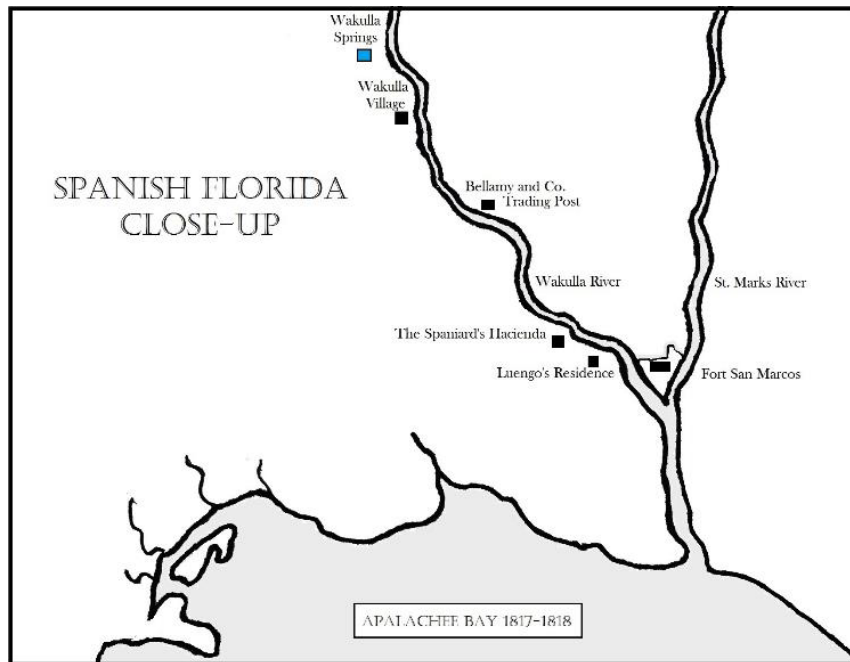 Wakulla
Springs
Wakulla
Village
SPANISH FLORIDA
CLOSE-UP
Bellamy and Co.
Trading Post
Wakulla River
St. Marks River
The Spaniard's Hacienda
Luengo's Residence
Fort San Marcos
APALACHEE BAY 1817-1818